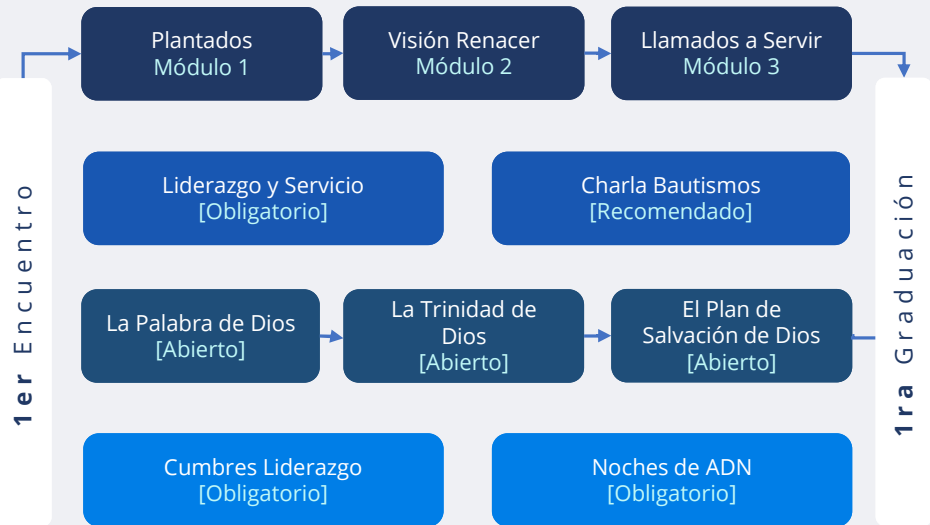 Plantados
Módulo 1
Visión Renacer
Módulo 2
Llamados a Servir
Módulo 3
1er Encuentro
Liderazgo y Servicio
[Obligatorio]
Charla Bautismos
[Recomendado]
1ra Graduación
La Palabra de Dios
[Abierto]
La Trinidad de
Dios
[Abierto]
El Plan de
Salvación de Dios
[Abierto]
Cumbres Liderazgo
[Obligatorio]
Noches de ADN
[Obligatorio]